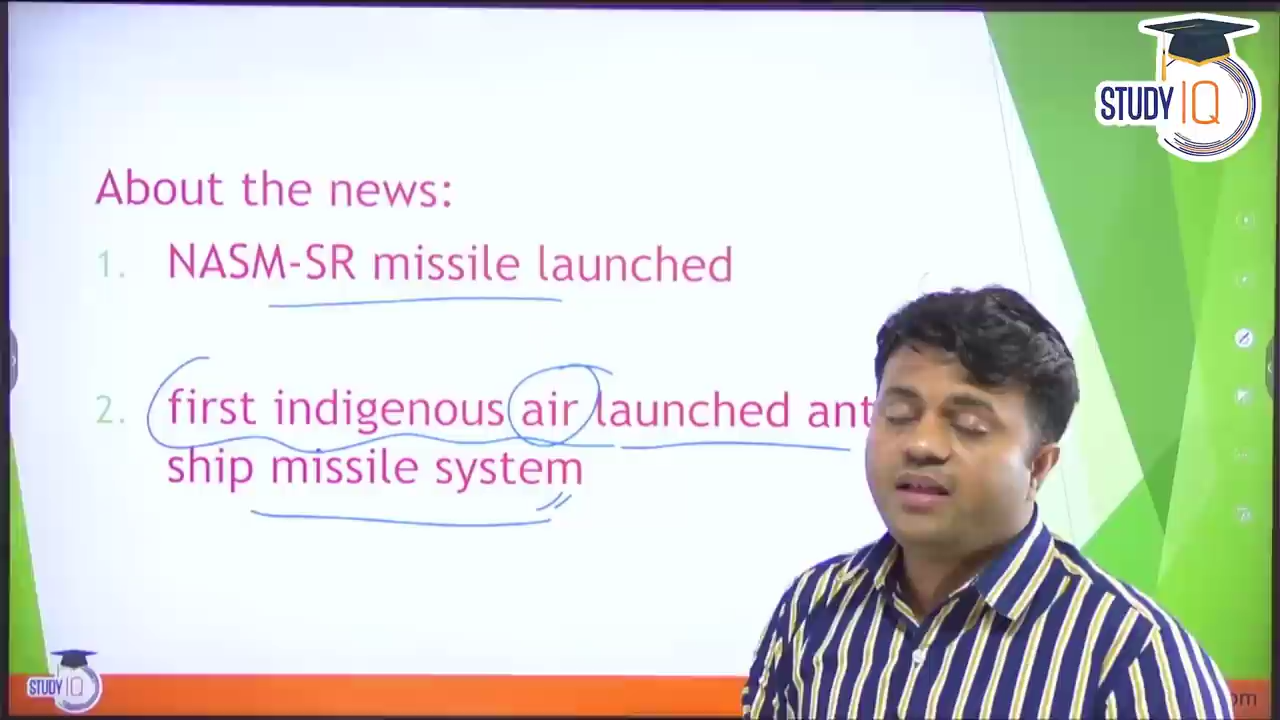 STUDY IQ
About the news:
1. NASM-SR missile launched
2. first indigenous air launched ant
ship missile system
STUDY IQ
om